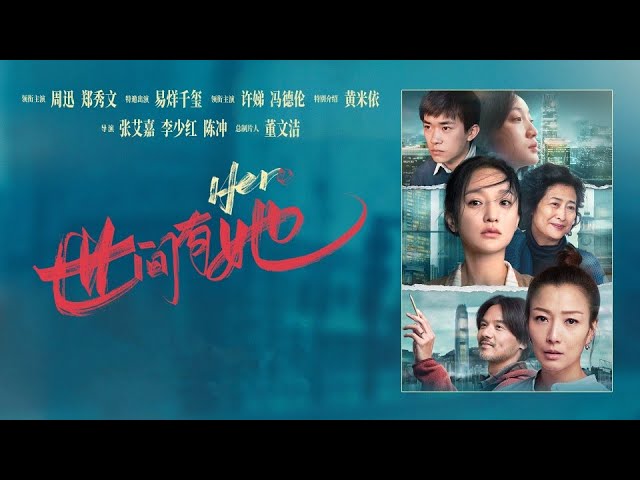 领衔主演 周迅 郑秀文 特邀出演 易烊千玺 领衔主演 许娣 冯德伦 特别介绍 黄米依
导演 张艾嘉 李少红 陈冲 总制片人 董文洁
Hero
世间有她